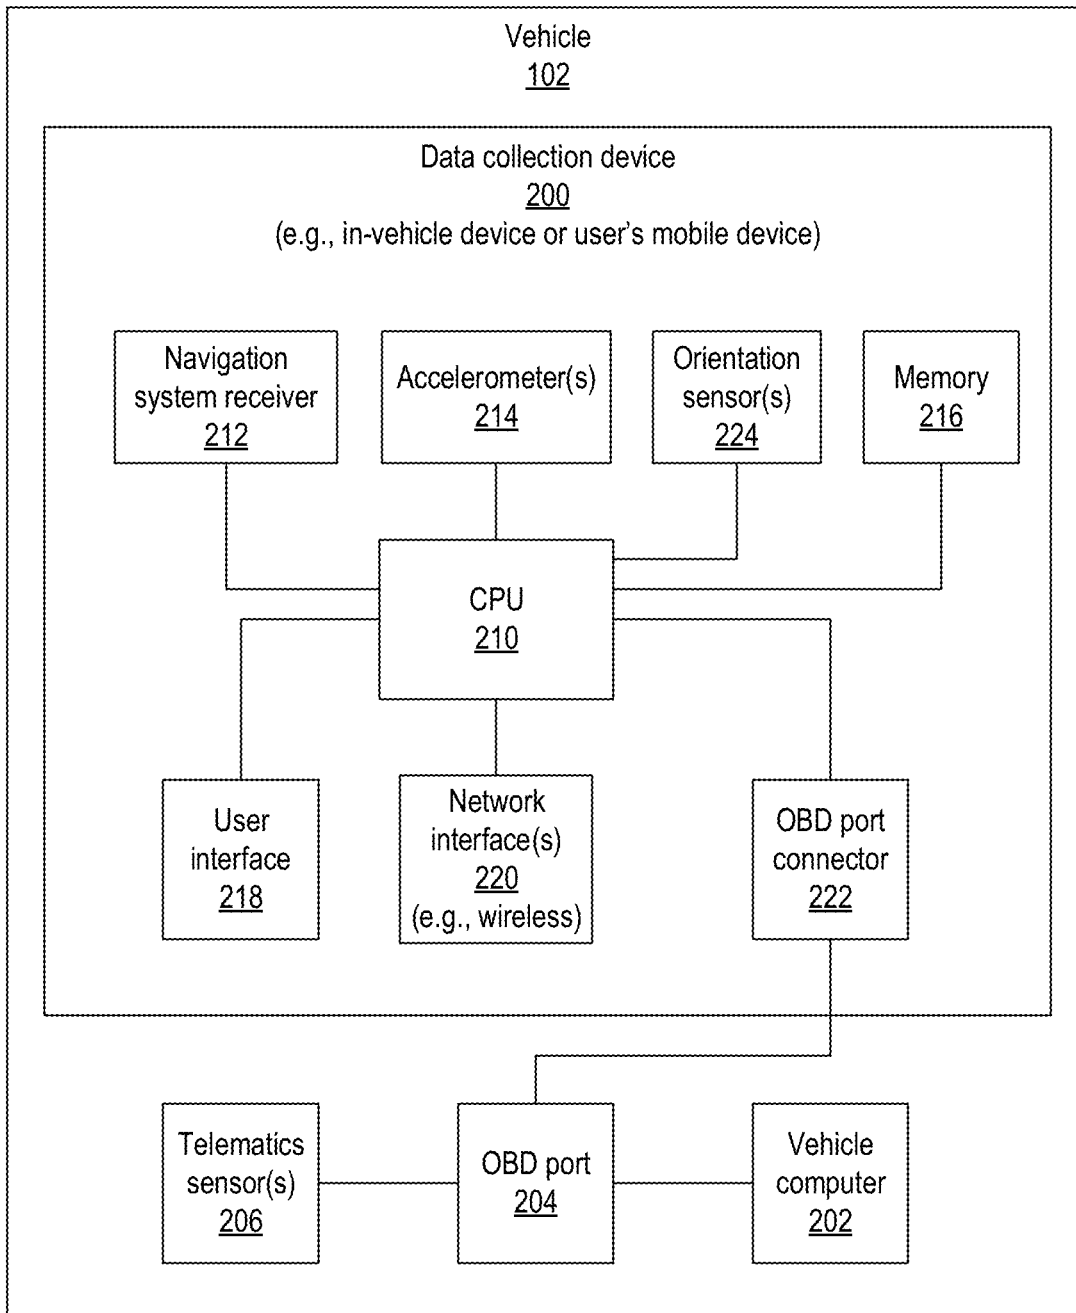 Vehicle
102
Data collection device
200
(e.g., in-vehicle device or user's mobile device)
Navigation
system receiver
212
Accelerometer(s)
214
Orientation
sensor(s)
224
Memory
216
CPU
210
User
interface
218
Network
interface(s)
220
(e.g., wireless)
OBD port
connector
222
Telematics
sensor(s)
206
OBD port
204
Vehicle
computer
202